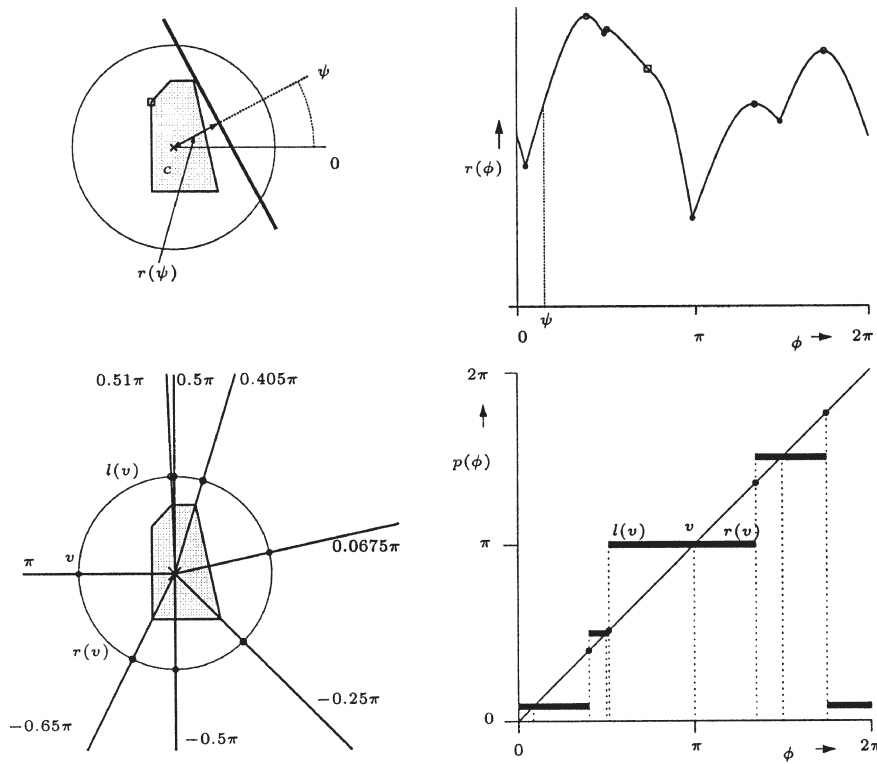 ψ
0
c
r(ψ)
r(ϕ)
0
ψ
π
ϕ
2π
0.51π
0.5π
0.405π
l(v)
0.0675π
π
v
r(v)
−0.65π
−0.5π
−0.25π
2π
p(ϕ)
l(v)
v
r(v)
π
0
0
π
ϕ
2π